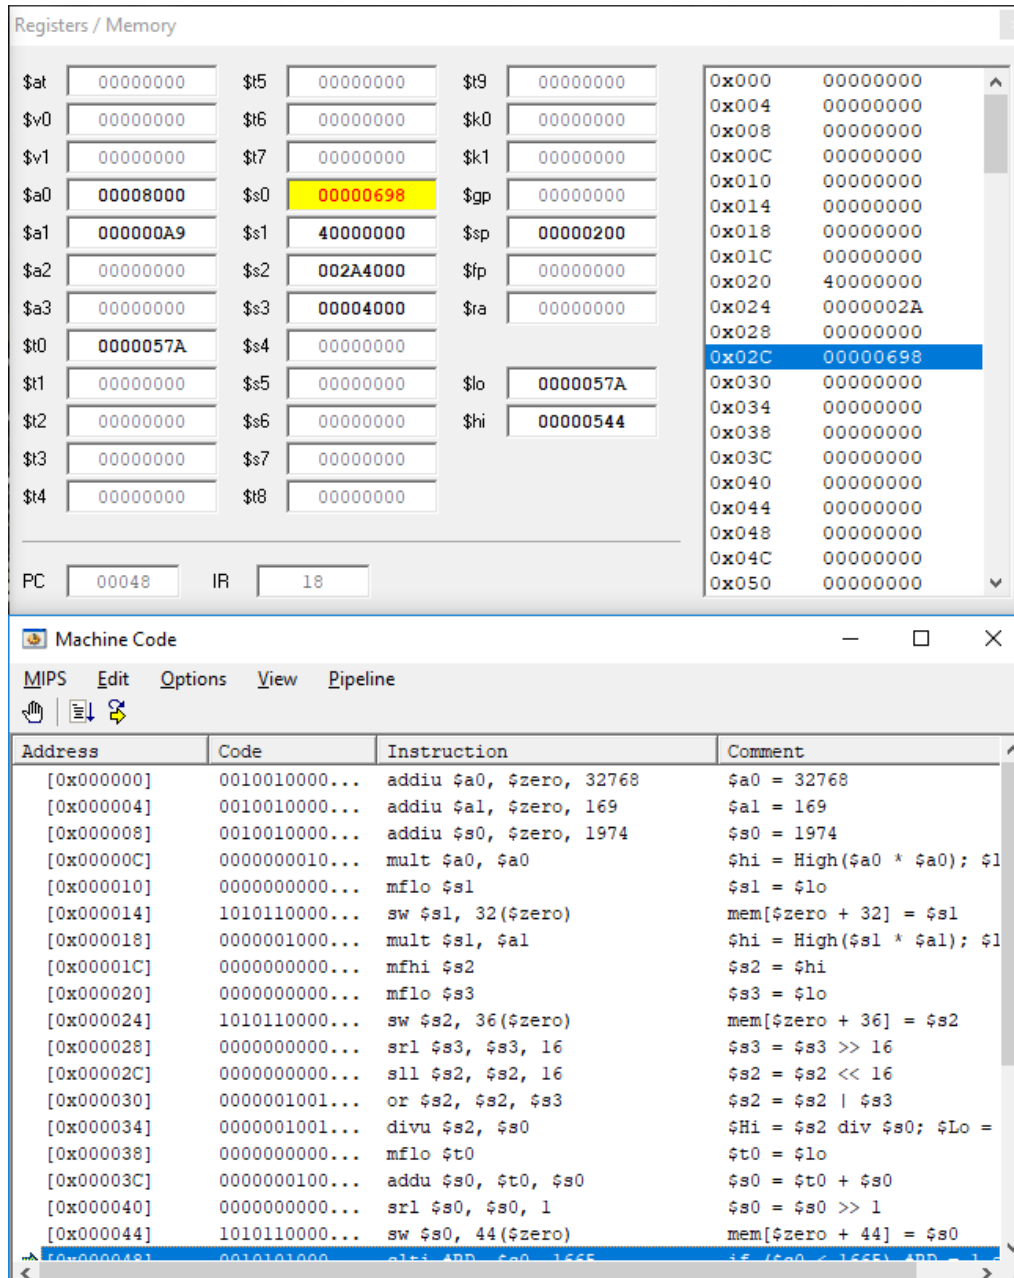 Registers / Memory
$at 00000000 $t5 00000000 $t9 00000000 0x000 00000000
0x004 00000000
$v0 00000000 $t6 00000000 $k0 00000000 0x008 00000000
$v1 00000000 $t7 00000000 $k1 00000000 0x00C 00000000
0x010 00000000
$a0 00008000 $s0 00000698 $gp 00000000 0x014 00000000
$a1 000000A9 $s1 40000000 $sp 00000200 0x018 00000000
0x01C 00000000
$a2 00000000 $s2 002A4000 $fp 00000000 0x020 40000000
$a3 00000000 $s3 00004000 $ra 00000000 0x024 0000002A
0x028 00000000
$t0 0000057A $s4 00000000 0x02C 00000698
$t1 00000000 $s5 00000000 $lo 0000057A 0x030 00000000
0x034 00000000
$t2 00000000 $s6 00000000 $hi 00000544 0x038 00000000
$t3 00000000 $s7 00000000 0x03C 00000000
0x040 00000000
$t4 00000000 $t8 00000000 0x044 00000000
0x048 00000000
0x04C 00000000
PC 00048 IR 18 0x050 00000000
Machine Code
MIPS Edit Options View Pipeline
Address Code Instruction Comment
[0x000000] 0010010000... addiu $a0, $zero, 32768 $a0 = 32768
[0x000004] 0010010000... addiu $a1, $zero, 169 $a1 = 169
[0x000008] 0010010000... addiu $s0, $zero, 1974 $s0 = 1974
[0x00000C] 0000000010... mult $a0, $a0 $hi = High($a0 * $a0); $l
[0x000010] 0000000000... mflo $s1 $s1 = $lo
[0x000014] 1010110000... sw $s1, 32($zero) mem[$zero + 32] = $s1
[0x000018] 0000001000... mult $s1, $a1 $hi = High($s1 * $a1); $l
[0x00001C] 0000000000... mfhi $s2 $s2 = $hi
[0x000020] 0000000000... mflo $s3 $s3 = $lo
[0x000024] 1010110000... sw $s2, 36($zero) mem[$zero + 36] = $s2
[0x000028] 0000000000... srl $s3, $s3, 16 $s3 = $s3 >> 16
[0x00002C] 0000000000... sll $s2, $s2, 16 $s2 = $s2 << 16
[0x000030] 0000001001... or $s2, $s2, $s3 $s2 = $s2 | $s3
[0x000034] 0000001001... divu $s2, $s0 $Hi = $s2 div $s0; $Lo =
[0x000038] 0000000000... mflo $t0 $t0 = $lo
[0x00003C] 0000000100... addu $s0, $t0, $s0 $s0 = $t0 + $s0
[0x000040] 0000000000... srl $s0, $s0, 1 $s0 = $s0 >> 1
[0x000044] 1010110000... sw $s0, 44($zero) mem[$zero + 44] = $s0
[0x000048] 0010101000...